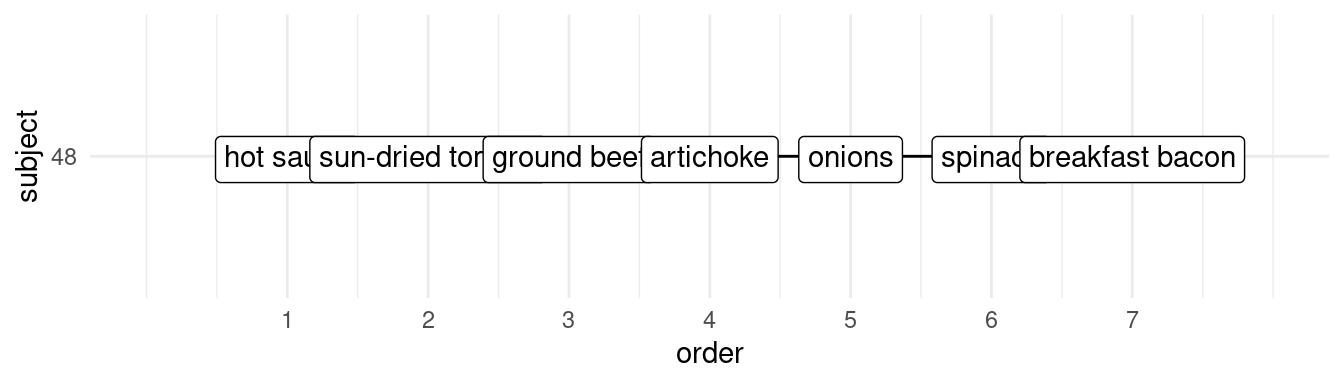 subject
48
hot sau
sun-dried tor
ground beef
artichoke
onions
spinac
breakfast bacon
1 2 3 4 5 6 7
order